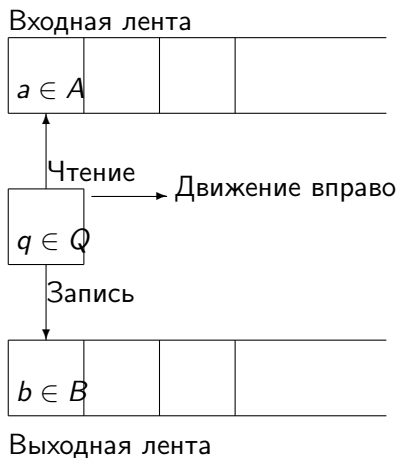 Входная лента
a ∈ A
Чтение
Движение вправо
q ∈ Q
Запись
b ∈ B
Выходная лента